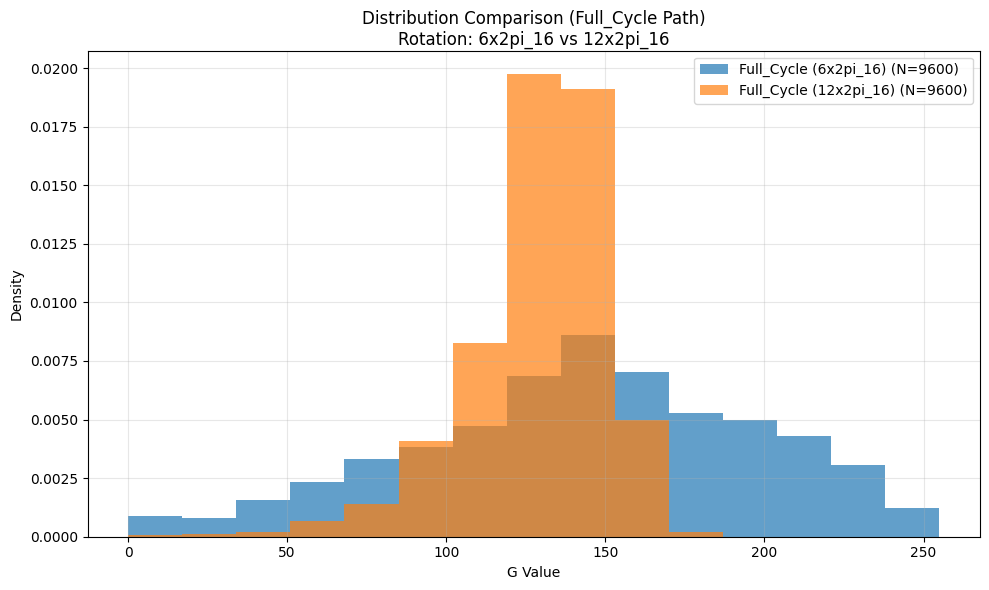 Distribution Comparison (Full_Cycle Path)
Rotation: 6x2pi_16 vs 12x2pi_16
Full_Cycle (6x2pi_16) (N=9600)
Full_Cycle (12x2pi_16) (N=9600)
Density
0.0200
0.0175
0.0150
0.0125
0.0100
0.0075
0.0050
0.0025
0.0000
0 50 100 150 200 250
G Value